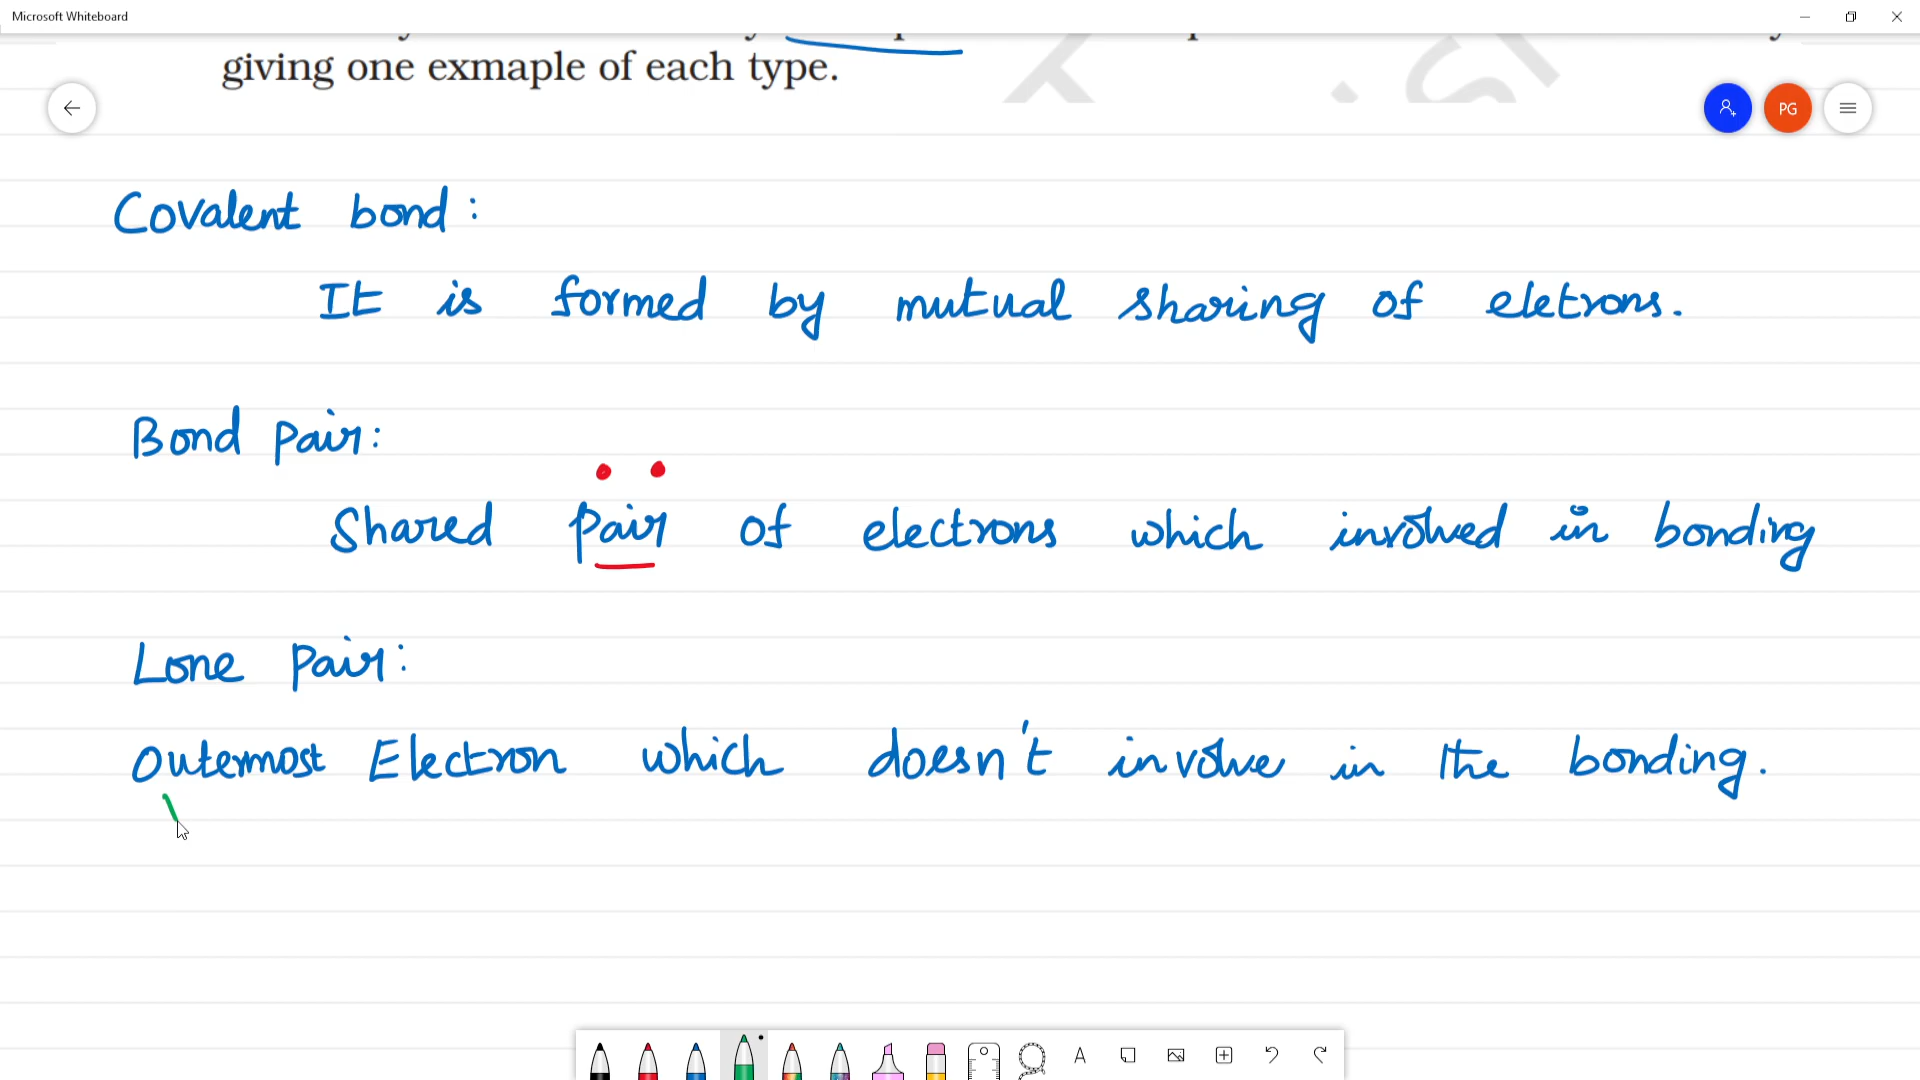 Microsoft Whiteboard
giving one exmaple of each type.
PG
Covalent bond:
It is formed by mutual sharing of eletrons.
Bond pair:
Shared pair of electrons which involved in bonding
Lone pair:
Outermost Electron which doesn't involve in the bonding.
A